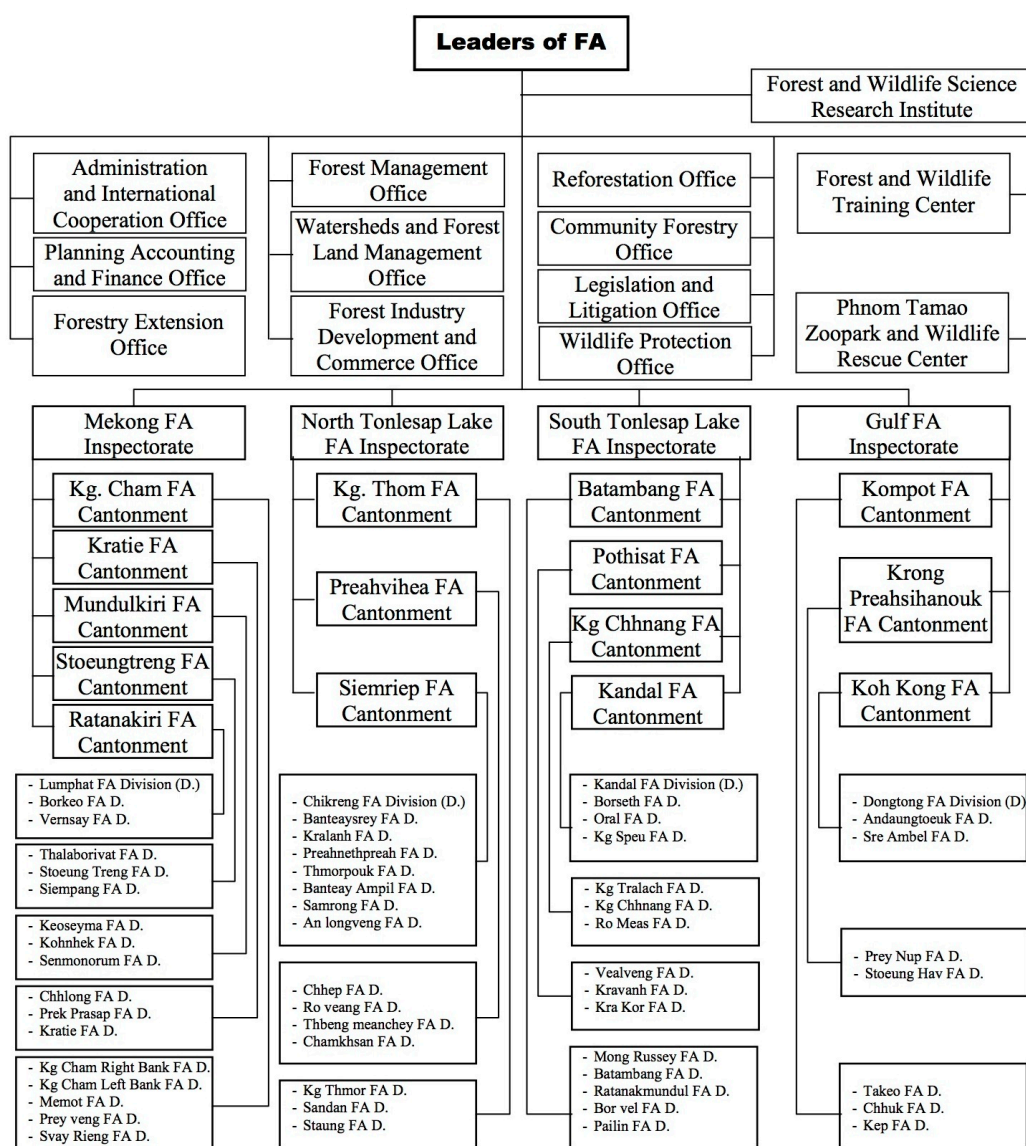 Leaders of FA
Forest and Wildlife Science
Research Institute
Administration
and International
Cooperation Office
Planning Accounting
and Finance Office
Forestry Extension
Office
Forest Management
Office
Watersheds and Forest
Land Management
Office
Forest Industry
Development and
Commerce Office
Reforestation Office
Community Forestry
Office
Legislation and
Litigation Office
Wildlife Protection
Office
Forest and Wildlife
Training Center
Phnom Tamao
Zoopark and Wildlife
Rescue Center
Mekong FA
Inspectorate
Kg. Cham FA
Cantonment
Kratie FA
Cantonment
Mundulkiri FA
Cantonment
Stoeungtreng FA
Cantonment
Ratanakiri FA
Cantonment
- Lumphat FA Division (D.)
- Borkeo FA D.
- Vernsay FA D.
- Thalaborivat FA D.
- Stoeung Treng FA D.
- Siempang FA D.
- Keoseyma FA D.
- Kohnhek FA D.
- Senmonorum FA D.
- Chhlong FA D.
- Prek Prasap FA D.
- Kratie FA D.
- Kg Cham Right Bank FA D.
- Kg Cham Left Bank FA D.
- Memot FA D.
- Prey veng FA D.
- Svay Rieng FA D.
North Tonlesap Lake
FA Inspectorate
Kg. Thom FA
Cantonment
Preahvihea FA
Cantonment
Siemriep FA
Cantonment
- Chikreng FA Division (D.)
- Banteaysrey FA D.
- Kralanh FA D.
- Preahnethpreah FA D.
- Thmorpouk FA D.
- Banteay Ampil FA D.
- Samrong FA D.
- An longveng FA D.
- Chhep FA D.
- Ro veang FA D.
- Thbeng meanchey FA D.
- Chamkhsan FA D.
- Kg Thmor FA D.
- Sandan FA D.
- Staung FA D.
South Tonlesap Lake
FA Inspectorate
Batambang FA
Cantonment
Pothisat FA
Cantonment
Kg Chhnang FA
Cantonment
Kandal FA
Cantonment
- Kandal FA Division (D.)
- Borseth FA D.
- Oral FA D.
- Kg Speu FA D.
- Kg Tralach FA D.
- Kg Chhnang FA D.
- Ro Meas FA D.
- Vealveng FA D.
- Kravanh FA D.
- Kra Kor FA D.
- Mong Russey FA D.
- Batambang FA D.
- Ratanakmundul FA D.
- Bor vel FA D.
- Pailin FA D.
Gulf FA
Inspectorate
Kompot FA
Cantonment
Krong
Preahsihanouk
FA Cantonment
Koh Kong FA
Cantonment
- Dongtong FA Division (D)
- Andaungtoeuk FA D.
- Sre Ambel FA D.
- Prey Nup FA D.
- Stoeung Hav FA D.
- Takeo FA D.
- Chhuk FA D.
- Kep FA D.